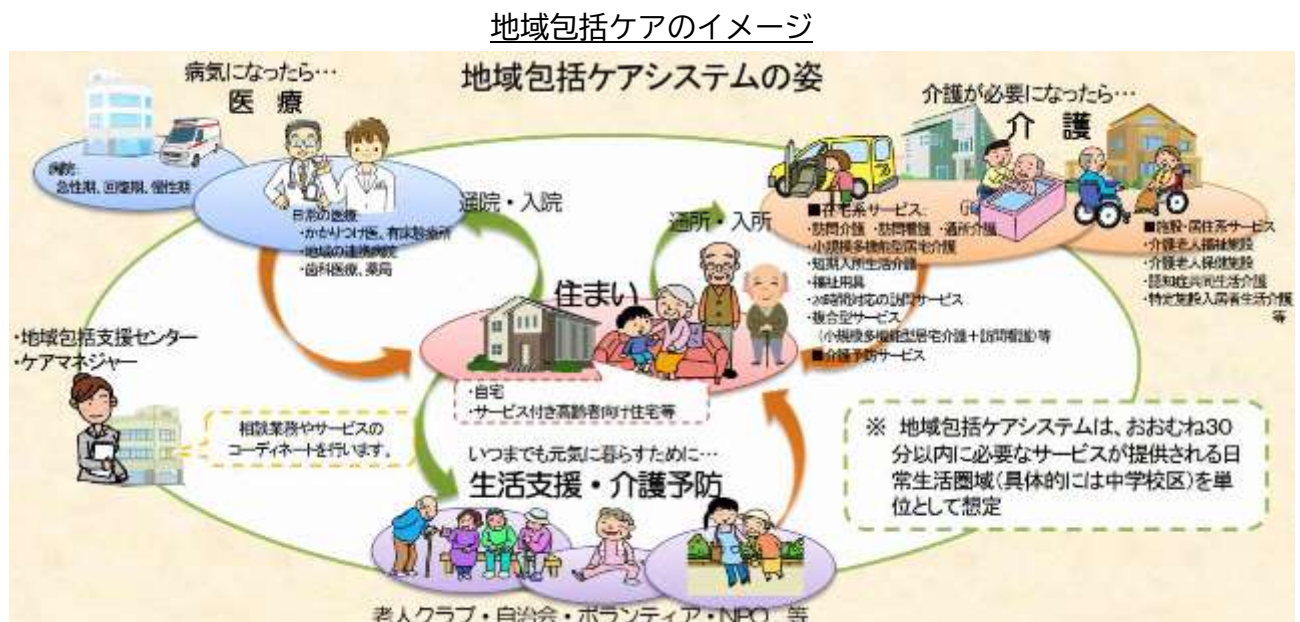 地域包括ケアのイメージ
地域包括ケアシステムの姿
病気になったら…
医療
病院:
急性期、回復期、慢性期
日常の医療:
・かかりつけ医、有床診療所
・地域の連携病院
・歯科医療、薬局
通院・入院
通所・入所
介護が必要になったら…
介護
■在宅系サービス:
・訪問介護・訪問看護・通所介護
・小規模多機能型居宅介護
・短期入所生活介護
・福祉用具
・24時間対応の訪問サービス
・複合型サービス
(小規模多機能型居宅介護+訪問看護)等
■介護予防サービス
■施設・居住系サービス
・介護老人福祉施設
・介護老人保健施設
・認知症共同生活介護
・特定施設入居者生活介護
等
住まい
・自宅
・サービス付き高齢者向け住宅等
・地域包括支援センター
・ケアマネジャー
相談業務やサービスの
コーディネートを行います。
いつまでも元気に暮らすために…
生活支援・介護予防
老人クラブ・自治会・ボランティア・NPO 等
※ 地域包括ケアシステムは、おおむね30
分以内に必要なサービスが提供される日
常生活圏域(具体的には中学校区)を単
位として想定